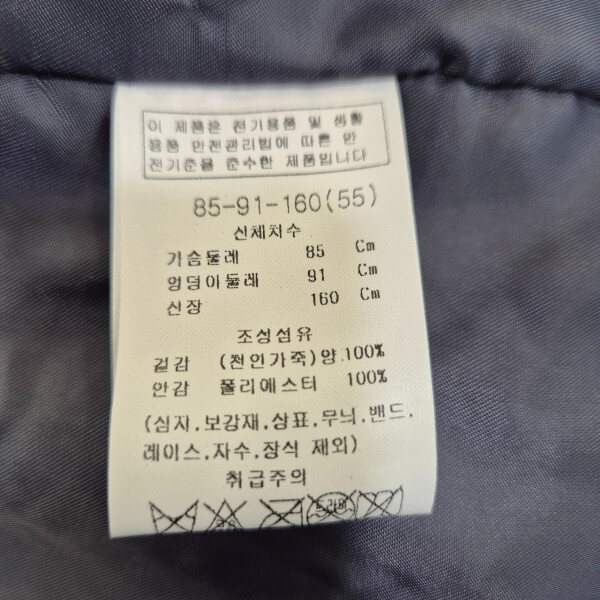 이 제품은 전기용품 및 생활
용품 안전관리법에 따른 안
전기준을 준수한 제품입니다
85-91-160(55)
신체치수
가슴둘레 85 Cm
엉덩이둘레 91 Cm
신장 160 Cm
조성섬유
겉감 (천연가죽)양 100%
안감 폴리에스터 100%
(심지,보강재,상표,무늬,밴드,
레이스,자수,장식 제외)
취급주의
드라이